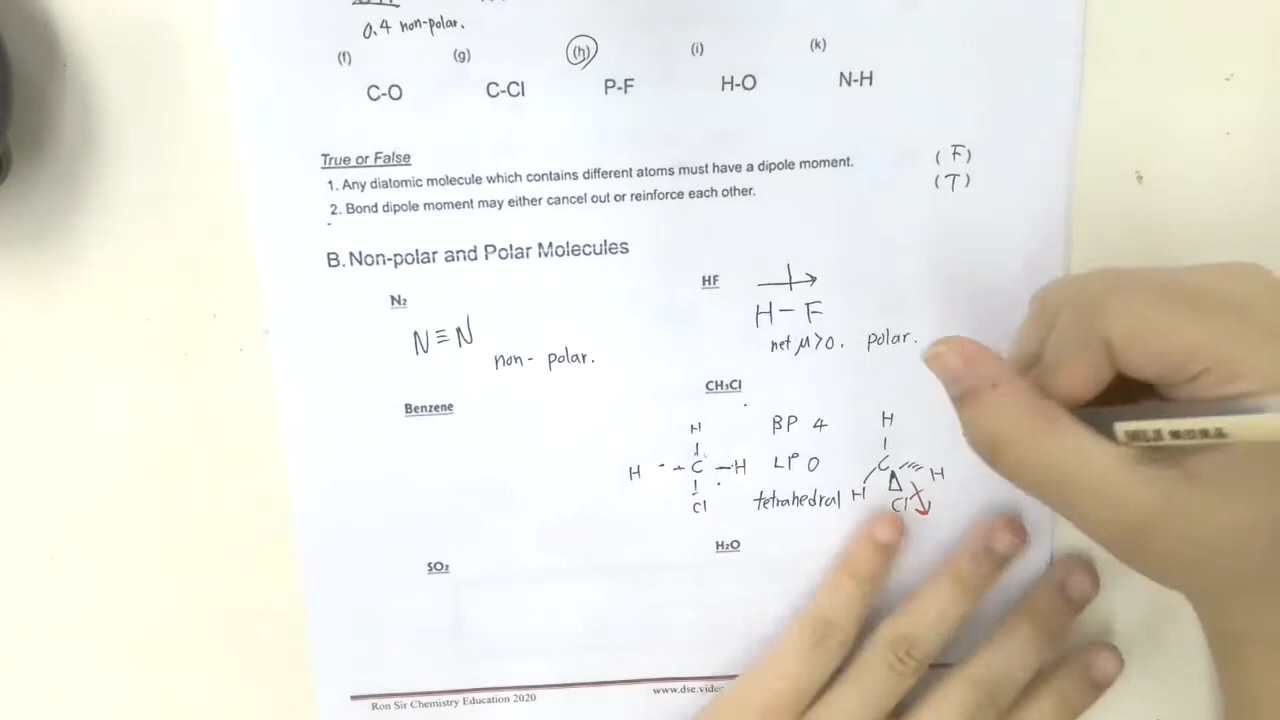 0.4 non-polar.
(f) (g) (h) (i) (k)
C-O C-Cl P-F H-O N-H
True or False
1. Any diatomic molecule which contains different atoms must have a dipole moment. (F)
2. Bond dipole moment may either cancel out or reinforce each other. (T)
B. Non-polar and Polar Molecules
N₂ HF
N≡N H-F
non-polar. net μ>0. polar.
Benzene CH₃Cl
H BP 4 H
H C H LP 0 C H
Cl tetrahedral H Cl
SO₂ H₂O
Ron Sir Chemistry Education 2020 www.dse.vide